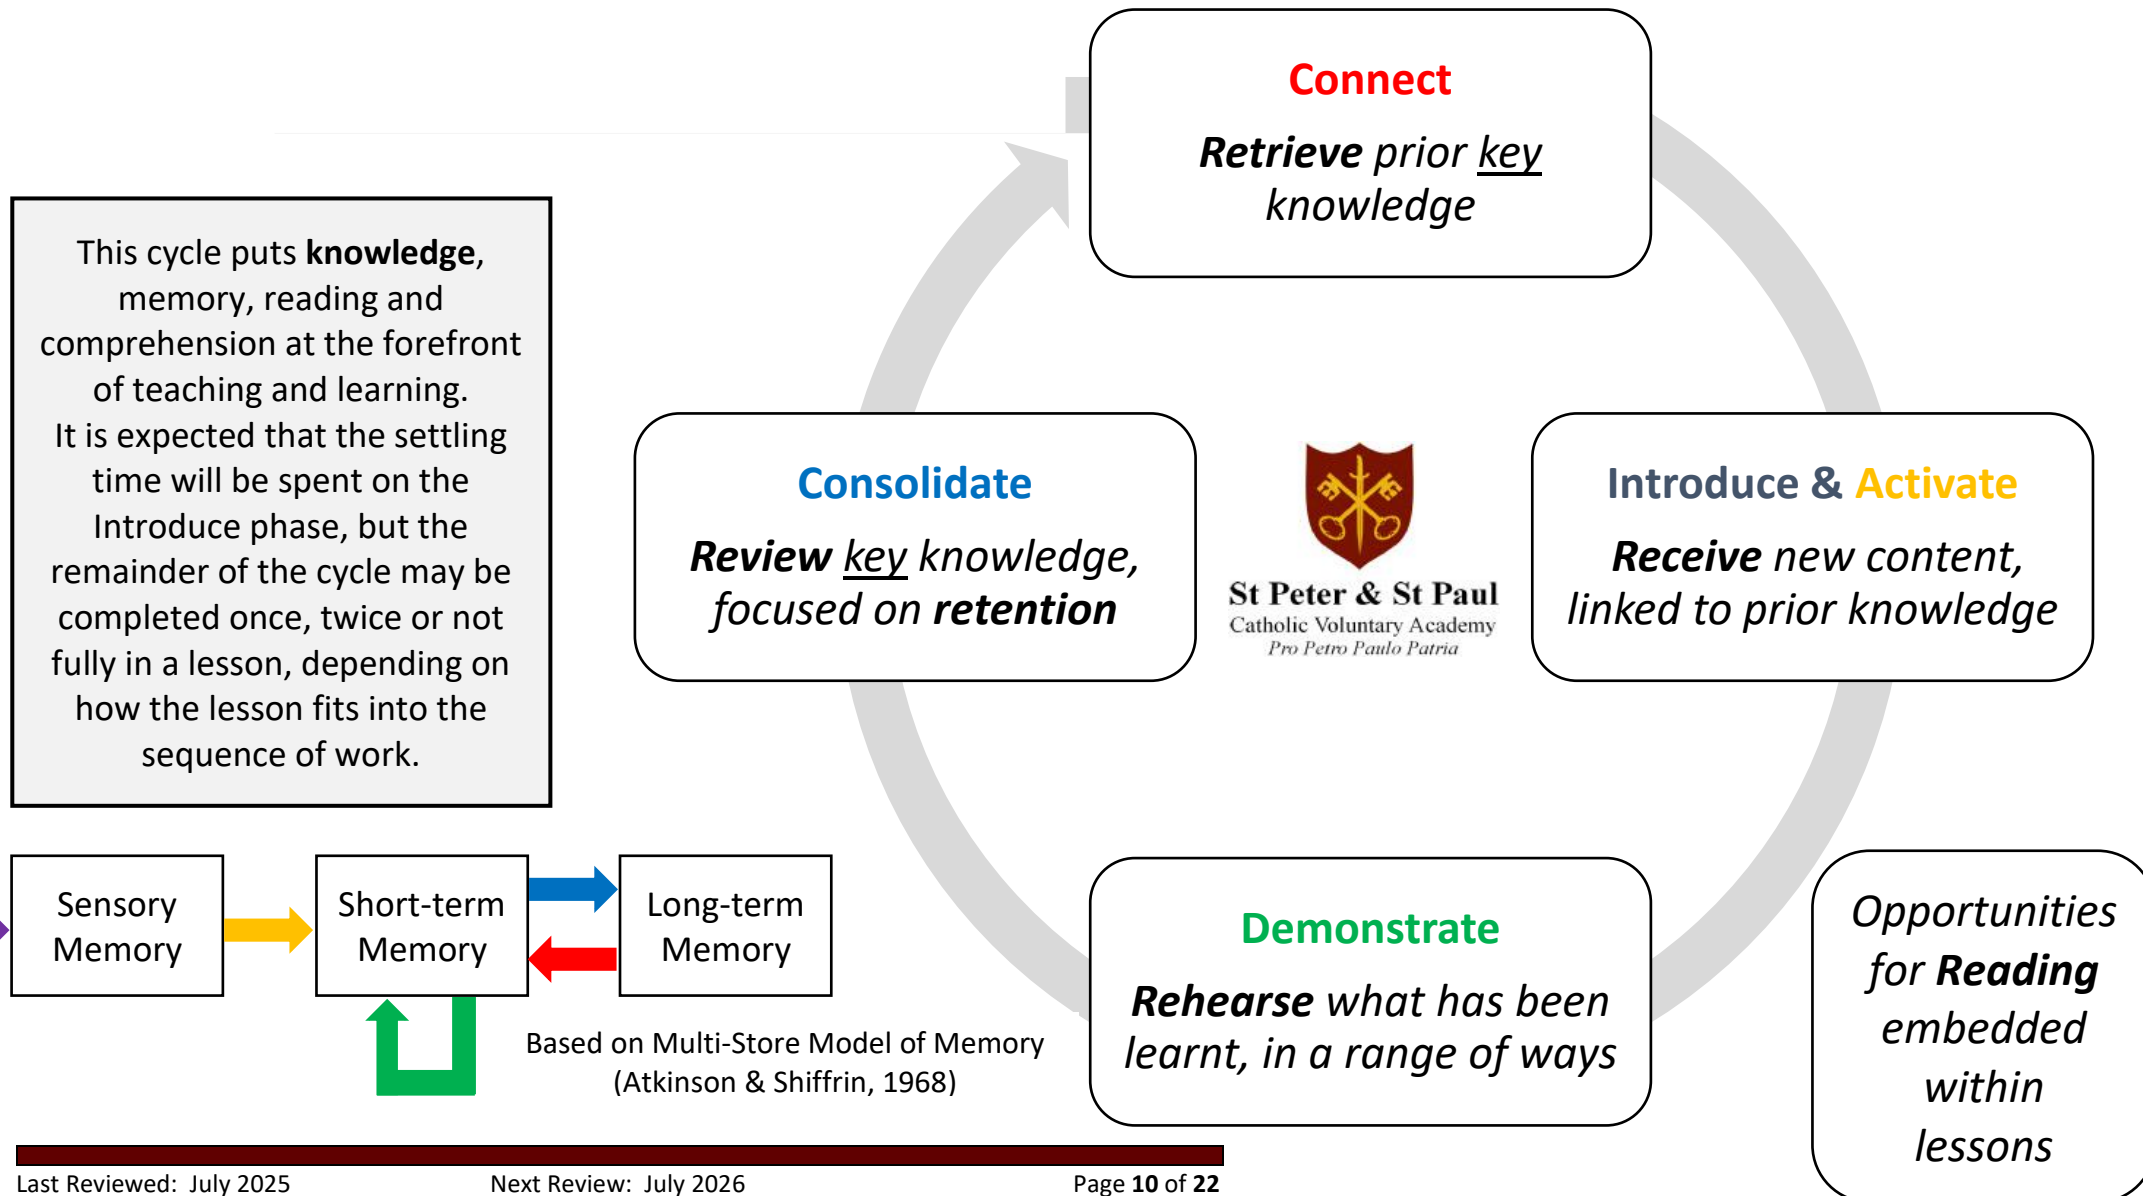 Connect
Retrieve prior key
knowledge
This cycle puts knowledge,
memory, reading and
comprehension at the forefront
of teaching and learning.
It is expected that the settling
time will be spent on the
Introduce phase, but the
remainder of the cycle may be
completed once, twice or not
fully in a lesson, depending on
how the lesson fits into the
sequence of work.
Consolidate
Review key knowledge,
focused on retention
St Peter & St Paul
Catholic Voluntary Academy
Pro Petro Paulo Patria
Introduce & Activate
Receive new content,
linked to prior knowledge
Sensory
Memory
Short-term
Memory
Long-term
Memory
Based on Multi-Store Model of Memory
(Atkinson & Shiffrin, 1968)
Demonstrate
Rehearse what has been
learnt, in a range of ways
Opportunities
for Reading
embedded
within
lessons
Last Reviewed: July 2025 Next Review: July 2026 Page 10 of 22